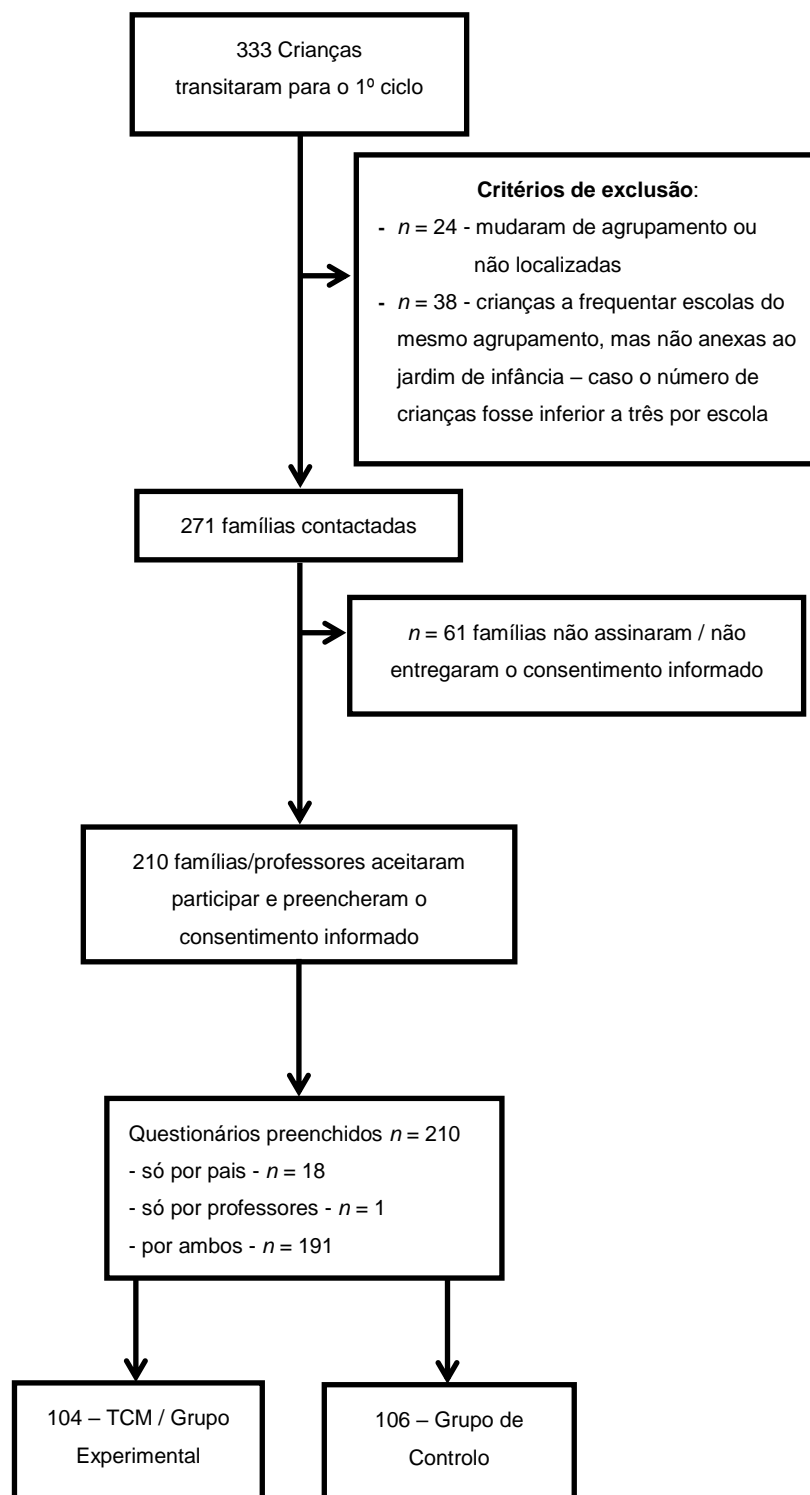 333 Crianças
transitaram para o 1º ciclo
Critérios de exclusão:
- n = 24 - mudaram de agrupamento ou
não localizadas
- n = 38 - crianças a frequentar escolas do
mesmo agrupamento, mas não anexas ao
jardim de infância – caso o número de
crianças fosse inferior a três por escola
271 famílias contactadas
n = 61 famílias não assinaram / não
entregaram o consentimento informado
210 famílias/professores aceitaram
participar e preencheram o
consentimento informado
Questionários preenchidos n = 210
- só por pais - n = 18
- só por professores - n = 1
- por ambos - n = 191
104 – TCM / Grupo
Experimental
106 – Grupo de
Controlo